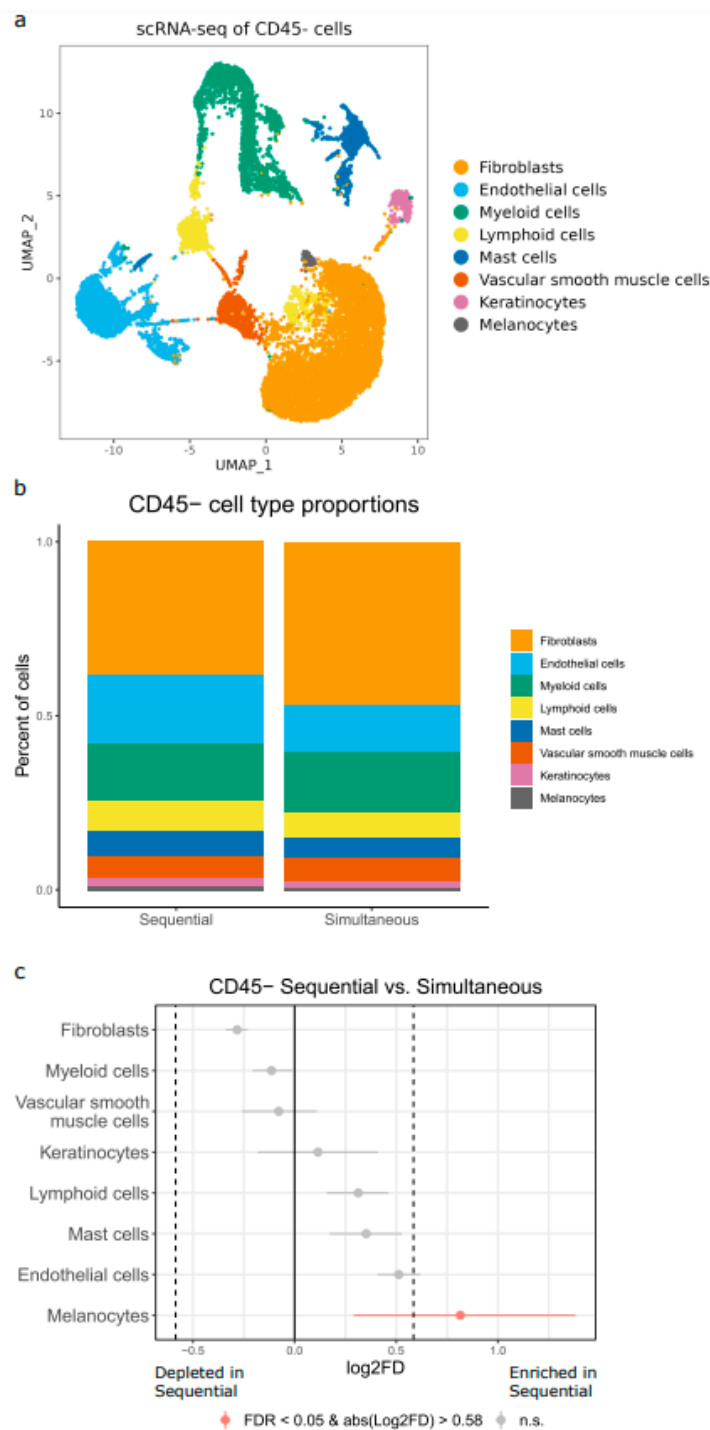 a
scRNA-seq of CD45- cells
10
5
0
-5
UMAP_2
-10
-5
0
5
10
UMAP_1
Fibroblasts
Endothelial cells
Myeloid cells
Lymphoid cells
Mast cells
Vascular smooth muscle cells
Keratinocytes
Melanocytes
b
CD45− cell type proportions
1.0
0.5
0.0
Percent of cells
Sequential
Simultaneous
Fibroblasts
Endothelial cells
Myeloid cells
Lymphoid cells
Mast cells
Vascular smooth muscle cells
Keratinocytes
Melanocytes
c
CD45− Sequential vs. Simultaneous
Fibroblasts
Myeloid cells
Vascular smooth
muscle cells
Keratinocytes
Lymphoid cells
Mast cells
Endothelial cells
Melanocytes
−0.5
0.0
0.5
1.0
log2FD
Depleted in
Sequential
Enriched in
Sequential
FDR < 0.05 & abs(Log2FD) > 0.58
n.s.